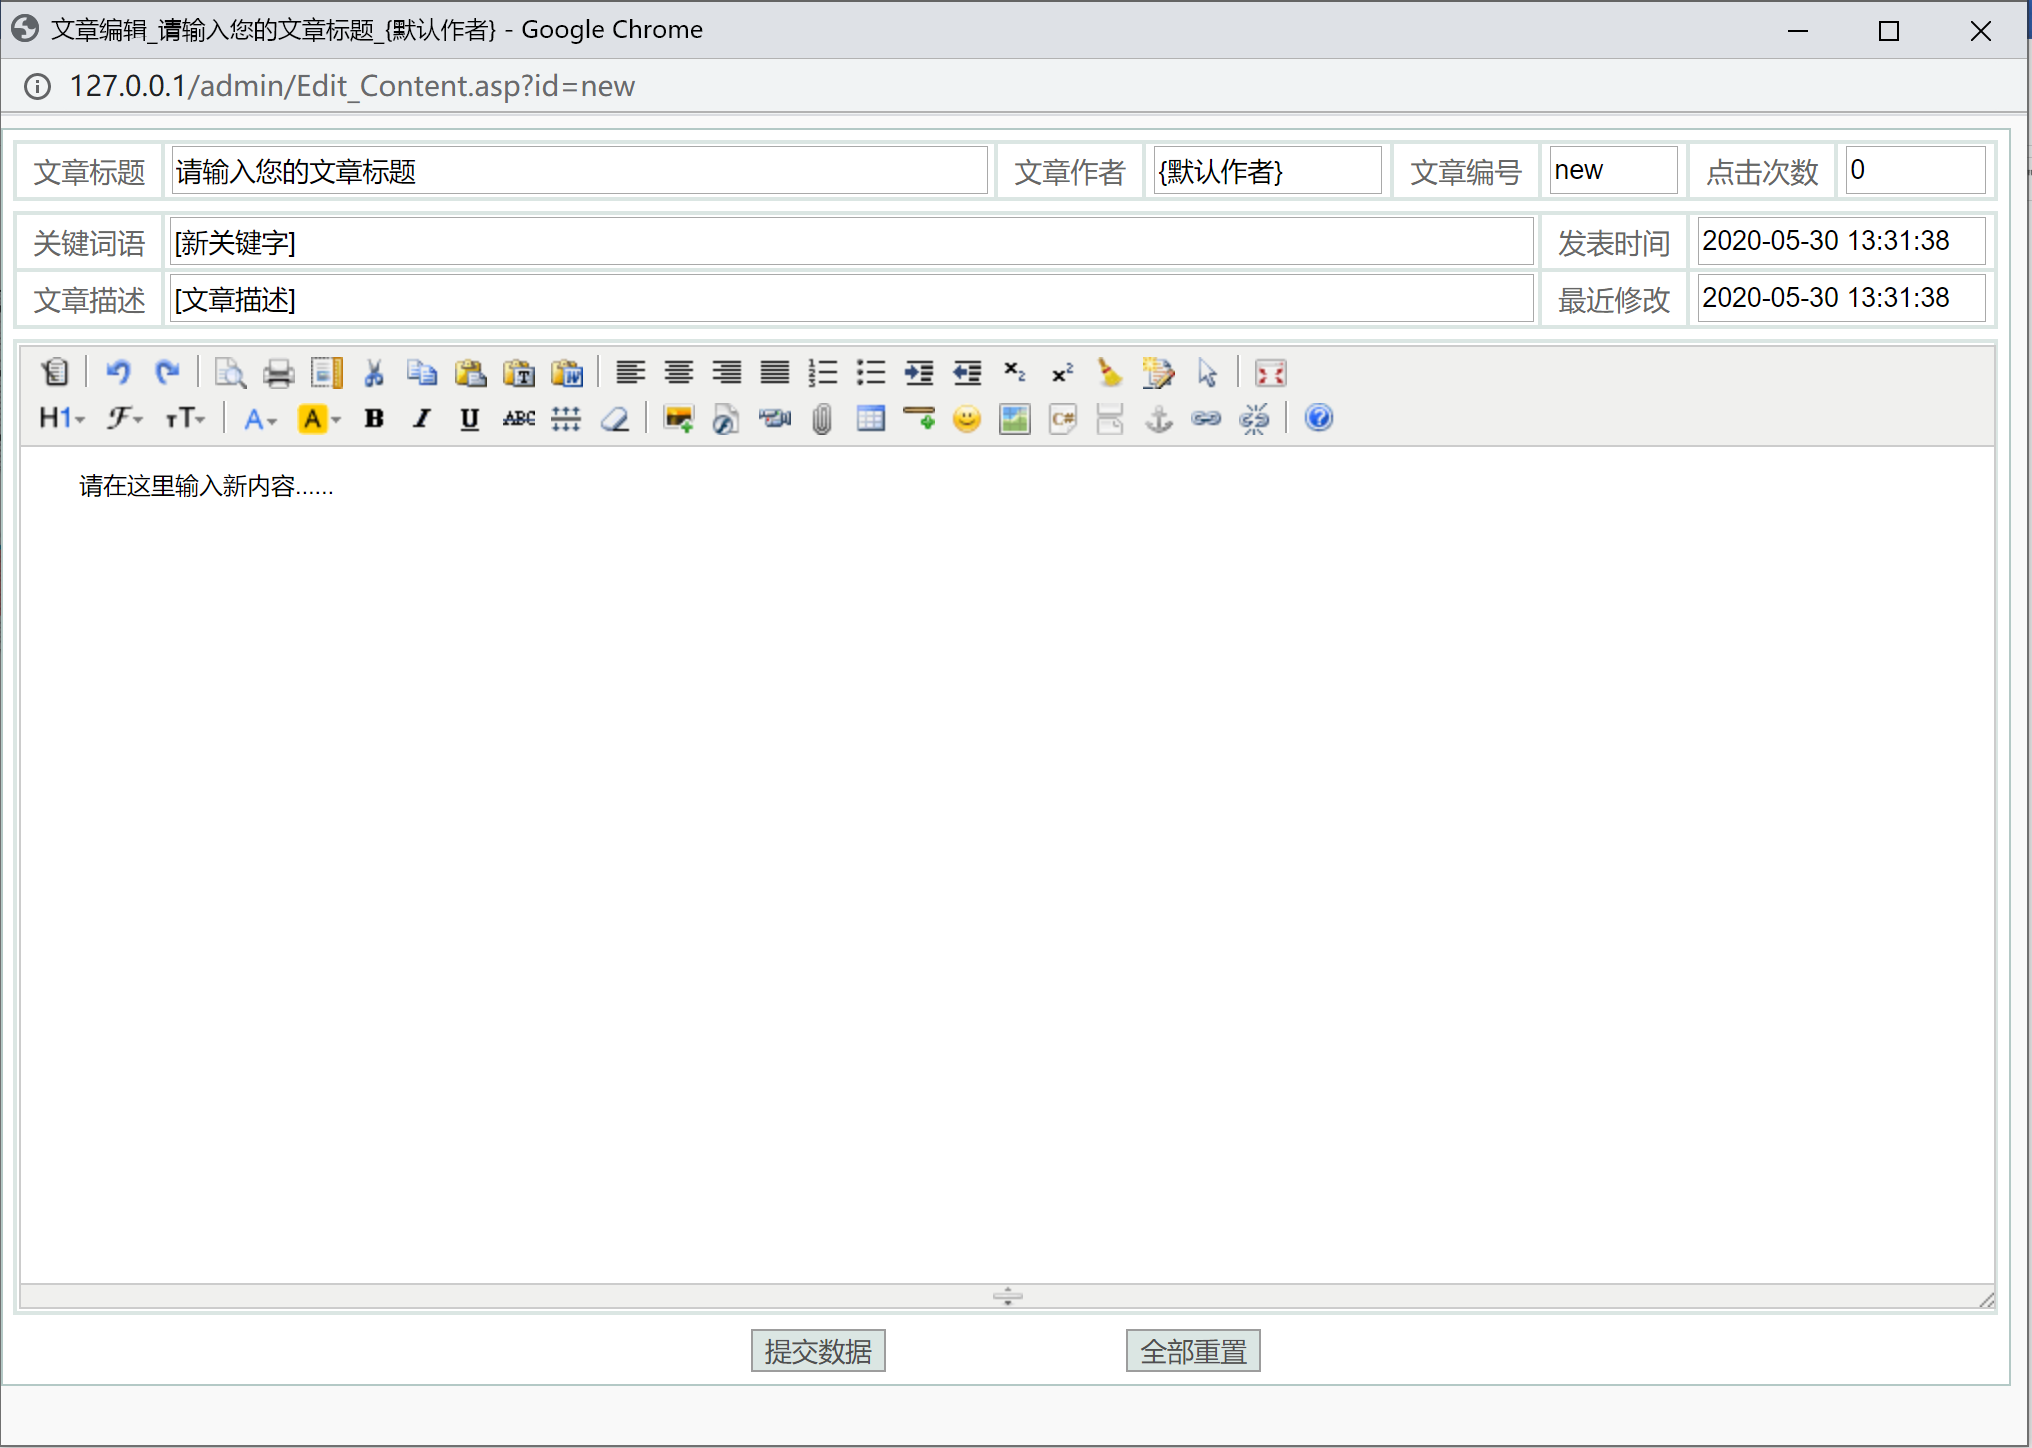 文章编辑_请输入您的文章标题_{默认作者} - Google Chrome
127.0.0.1/admin/Edit_Content.asp?id=new
文章标题 请输入您的文章标题 文章作者 {默认作者} 文章编号 new 点击次数 0
关键词语 [新关键字] 发表时间 2020-05-30 13:31:38
文章描述 [文章描述] 最近修改 2020-05-30 13:31:38
H1 F TT A A B I U ABC
请在这里输入新内容......
提交数据 全部重置